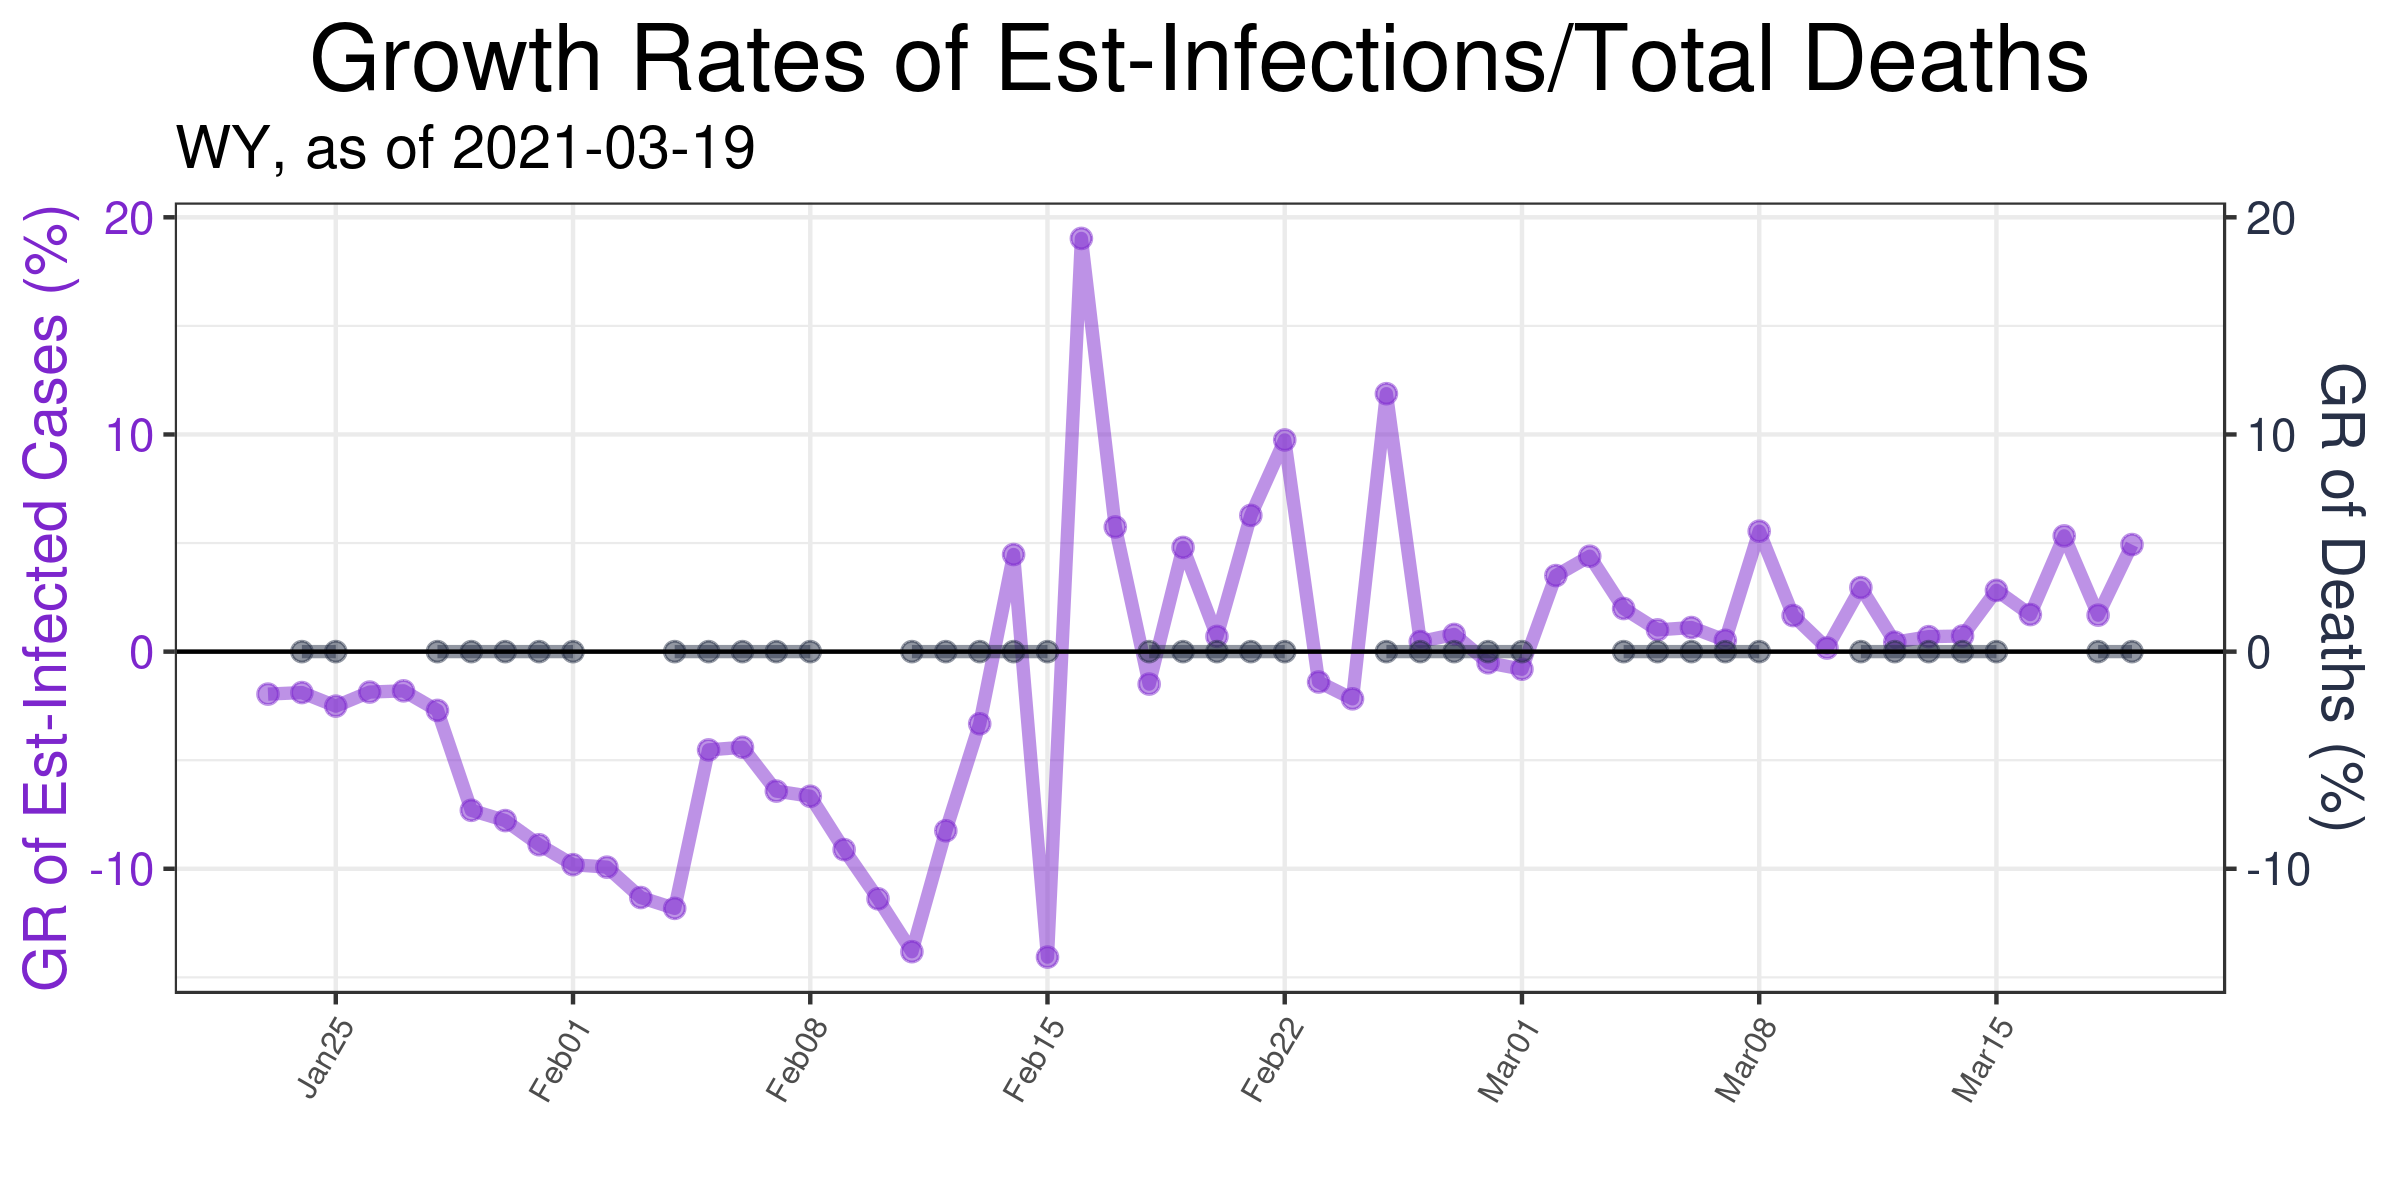 Growth Rates of Est-Infections/Total Deaths
WY, as of 2021-03-19
GR of Est-Infected Cases (%)
20
10
0
-10
20
10
0
-10
GR of Deaths (%)
Jan25
Feb01
Feb08
Feb15
Feb22
Mar01
Mar08
Mar15